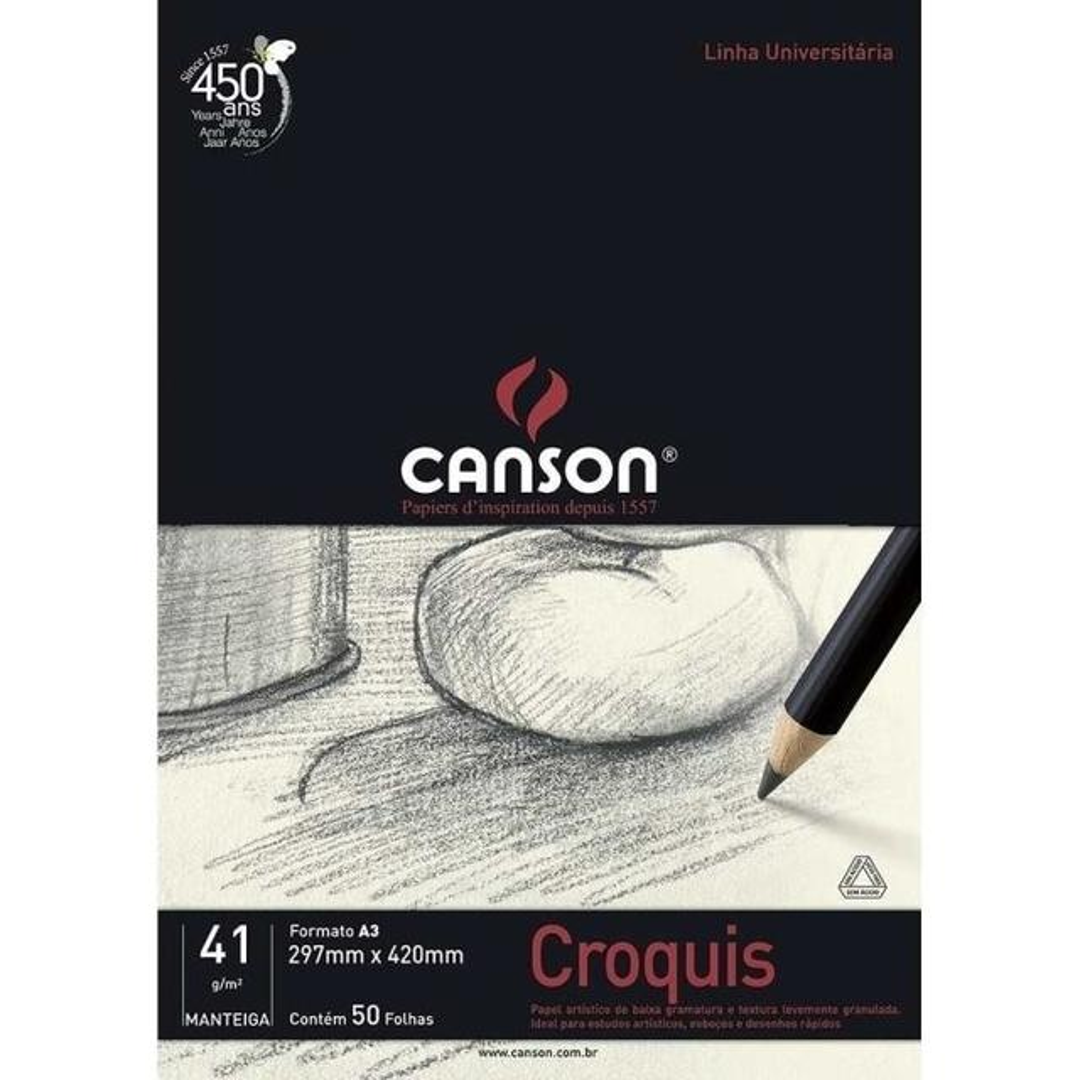 Since 1557
450
ans
Years Jahre
Anni Años
Jaar Anos
Linha Universitária
CANSON®
Papiers d'inspiration depuis 1557
SEM ÁCIDO
41
g/m²
MANTEIGA
Formato A3
297mm x 420mm
Contém 50 Folhas
Croquis
Papel artístico de baixa gramatura e textura levemente granulada.
Ideal para estudos artísticos, esboços e desenhos rápidos.
www.canson.com.br